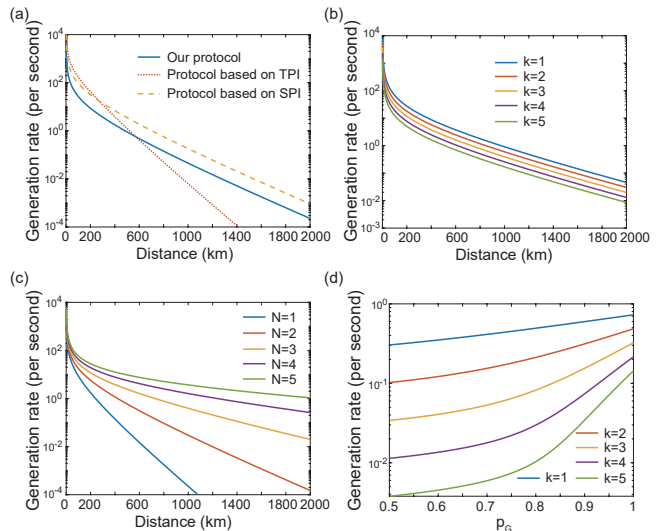 (a)
Generation rate (per second)
10^4
10^2
10^0
10^-2
10^-4
Our protocol
Protocol based on TPI
Protocol based on SPI
0 200 600 1000 1400 2000
Distance (km)
(b)
Generation rate (per second)
10^4
10^2
10^0
10^-2
10^-3
k=1
k=2
k=3
k=4
k=5
0 200 600 1000 1400 1800 2000
Distance (km)
(c)
Generation rate (per second)
10^4
10^2
10^0
10^-2
10^-4
N=1
N=2
N=3
N=4
N=5
0 200 600 1000 1400 2000
Distance (km)
(d)
Generation rate (per second)
10^0
10^-1
10^-2
k=1
k=2
k=3
k=4
k=5
0.5 0.6 0.7 0.8 0.9 1
p_G